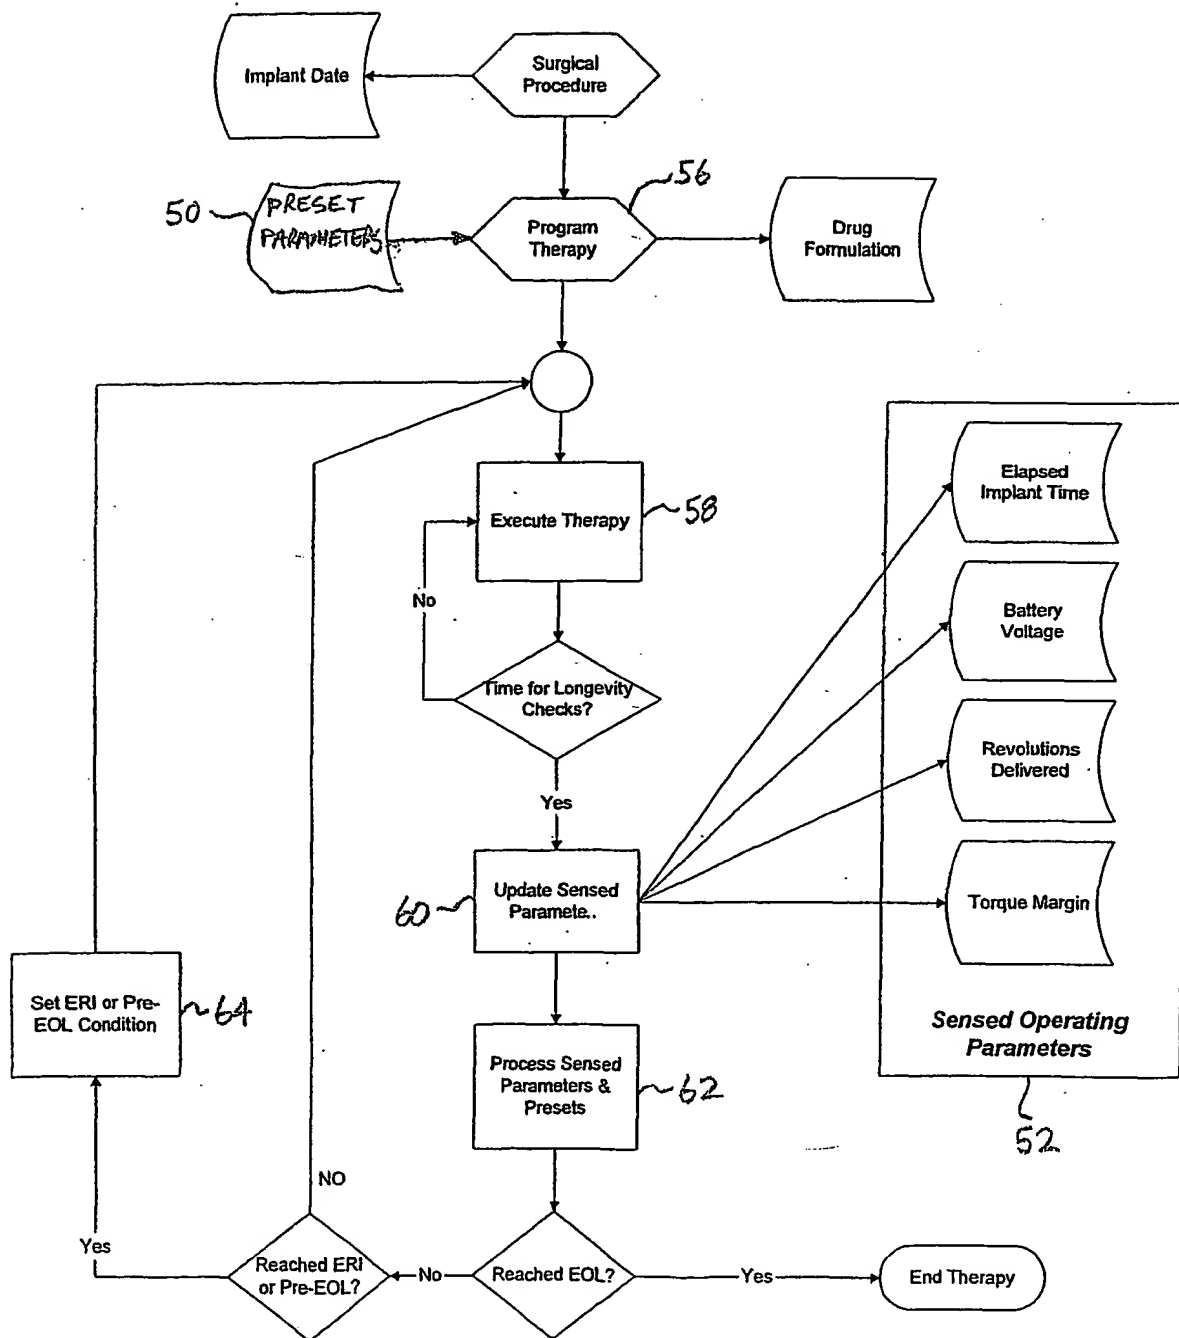 Implant Date
Surgical
Procedure
50
PRESET
PARAMETERS
56
Program
Therapy
Drug
Formulation
Execute Therapy
58
No
Time for Longevity
Checks?
Yes
Elapsed
Implant Time
Battery
Voltage
Revolutions
Delivered
Torque Margin
Sensed Operating
Parameters
52
60
Update Sensed
Paramete..
Set ERI or Pre-
EOL Condition
64
Process Sensed
Parameters &
Presets
62
NO
Yes
Reached ERI
or Pre-EOL?
No
Reached EOL?
Yes
End Therapy